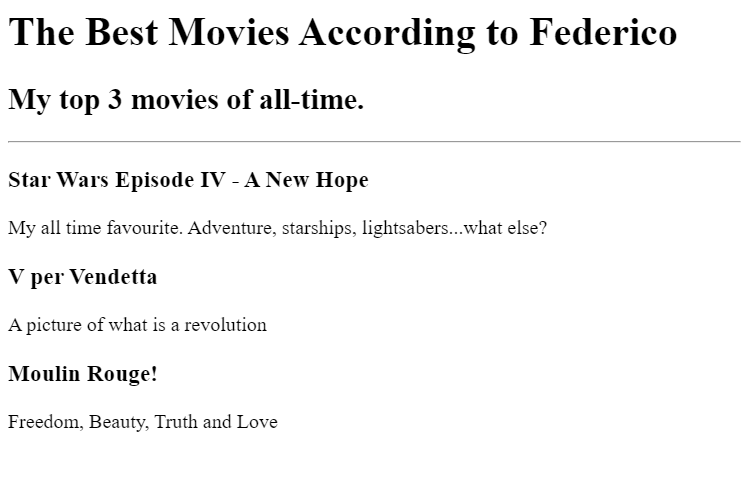 The Best Movies According to Federico
My top 3 movies of all-time.
Star Wars Episode IV - A New Hope
My all time favourite. Adventure, starships, lightsabers...what else?
V per Vendetta
A picture of what is a revolution
Moulin Rouge!
Freedom, Beauty, Truth and Love